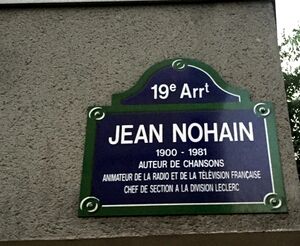 19e Arrt
JEAN NOHAIN
1900 - 1981
AUTEUR DE CHANSONS
ANIMATEUR DE LA RADIO ET DE LA TÉLÉVISION FRANÇAISE
CHEF DE SECTION A LA DIVISION LECLERC